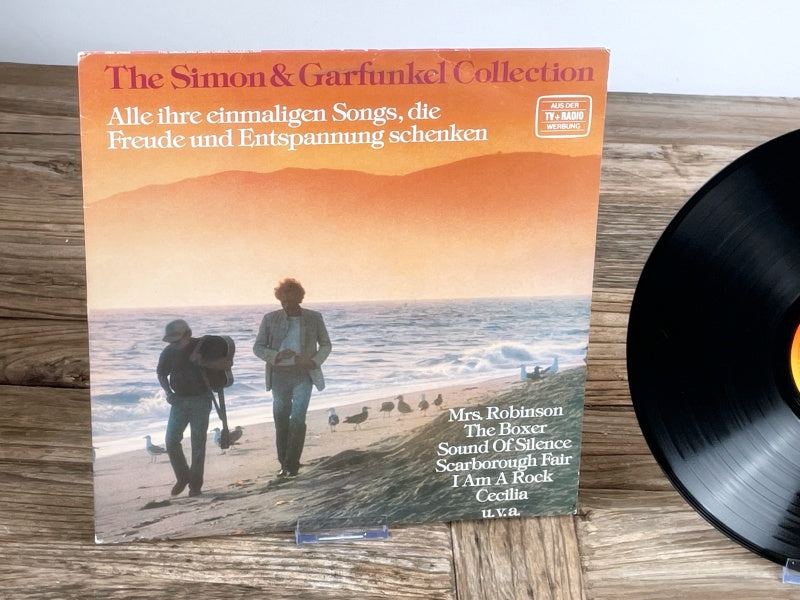 The Simon & Garfunkel Collection
Alle ihre einmaligen Songs, die
Freude und Entspannung schenken
AUS DER
TV + RADIO
WERBUNG
Mrs. Robinson
The Boxer
Sound Of Silence
Scarborough Fair
I Am A Rock
Cecilia
u.v.a.